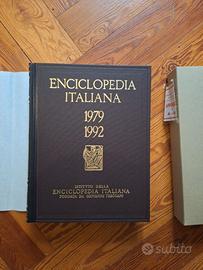 ENCICLOPEDIA
ITALIANA
1979
1992
ISTITUTO DELLA
ENCICLOPEDIA ITALIANA
FONDATA DA GIOVANNI TRECCANI
subito